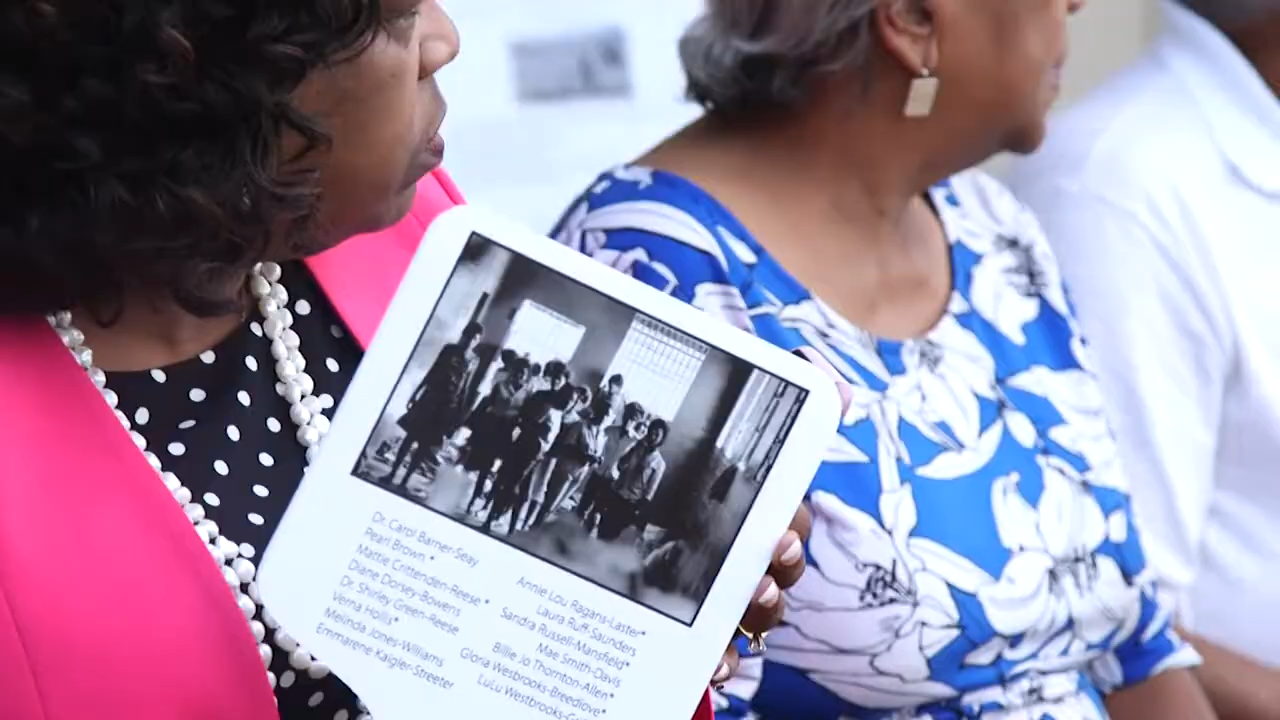 Dr. Carol Barner-Seay
Pearl Brown *
Mattie Crittenden-Reese *
Diane Dorsey-Bowens
Dr. Shirley Green-Reese
Verna Hollis*
Melinda Jones-Williams
Emmarene Kaigler-Streeter
Annie Lou Ragans-Laster*
Laura Ruff-Saunders
Sandra Russell-Mansfield*
Mae Smith-Davis
Billie Jo Thornton-Allen*
Gloria Wesbrooks-Breedlove*
LuLu Westbrooks-